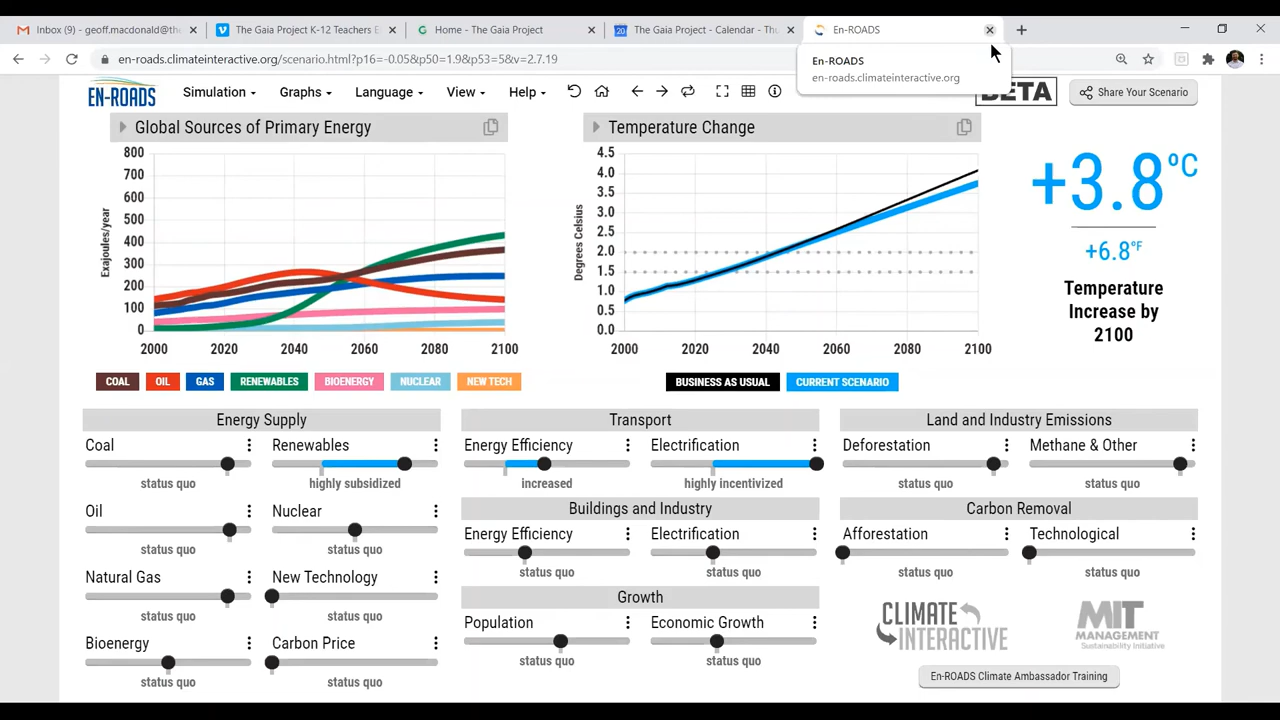 Inbox (9) - geoff.macdonald@the
The Gaia Project K-12 Teachers E
Home - The Gaia Project
The Gaia Project - Calendar - Thu
En-ROADS
en-roads.climateinteractive.org/scenario.html?p16=-0.05&p50=1.9&p53=5&v=2.7.19
En-ROADS
en-roads.climateinteractive.org
EN-ROADS
Simulation
Graphs
Language
View
Help
BETA
Share Your Scenario
Global Sources of Primary Energy
800
700
600
500
400
300
200
100
0
Exajoules/year
2000 2020 2040 2060 2080 2100
COAL OIL GAS RENEWABLES BIOENERGY NUCLEAR NEW TECH
Temperature Change
4.5
4.0
3.5
3.0
2.5
2.0
1.5
1.0
0.5
0.0
Degrees Celsius
2000 2020 2040 2060 2080 2100
BUSINESS AS USUAL CURRENT SCENARIO
+3.8ºC
+6.8°F
Temperature
Increase by
2100
Energy Supply
Coal
status quo
Renewables
highly subsidized
Oil
status quo
Nuclear
status quo
Natural Gas
status quo
New Technology
status quo
Bioenergy
status quo
Carbon Price
status quo
Transport
Energy Efficiency
increased
Electrification
highly incentivized
Buildings and Industry
Energy Efficiency
status quo
Electrification
status quo
Growth
Population
status quo
Economic Growth
status quo
Land and Industry Emissions
Deforestation
status quo
Methane & Other
status quo
Carbon Removal
Afforestation
status quo
Technological
status quo
CLIMATE
INTERACTIVE
MIT
MANAGEMENT
Sustainability Initiative
En-ROADS Climate Ambassador Training